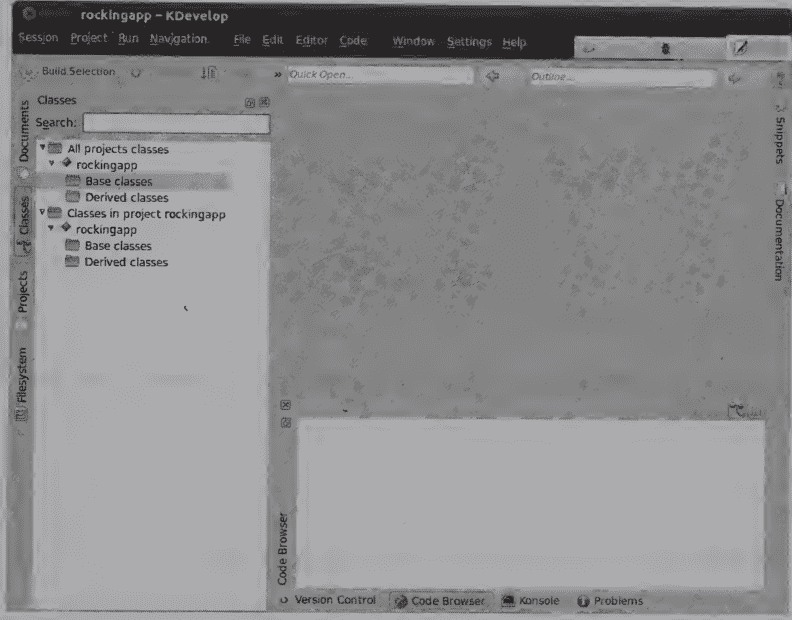 rockingapp – KDevelop
Session Project Run Navigation File Edit Editor Code Window Settings Help
Build Selection » Quick Open... Outline...
Classes
Search:
All projects classes
rockingapp
Base classes
Derived classes
Classes in project rockingapp
rockingapp
Base classes
Derived classes
Documents
Classes
Projects
Filesystem
Snippets
Documentation
Code Browser
Version Control Code Browser Konsole Problems